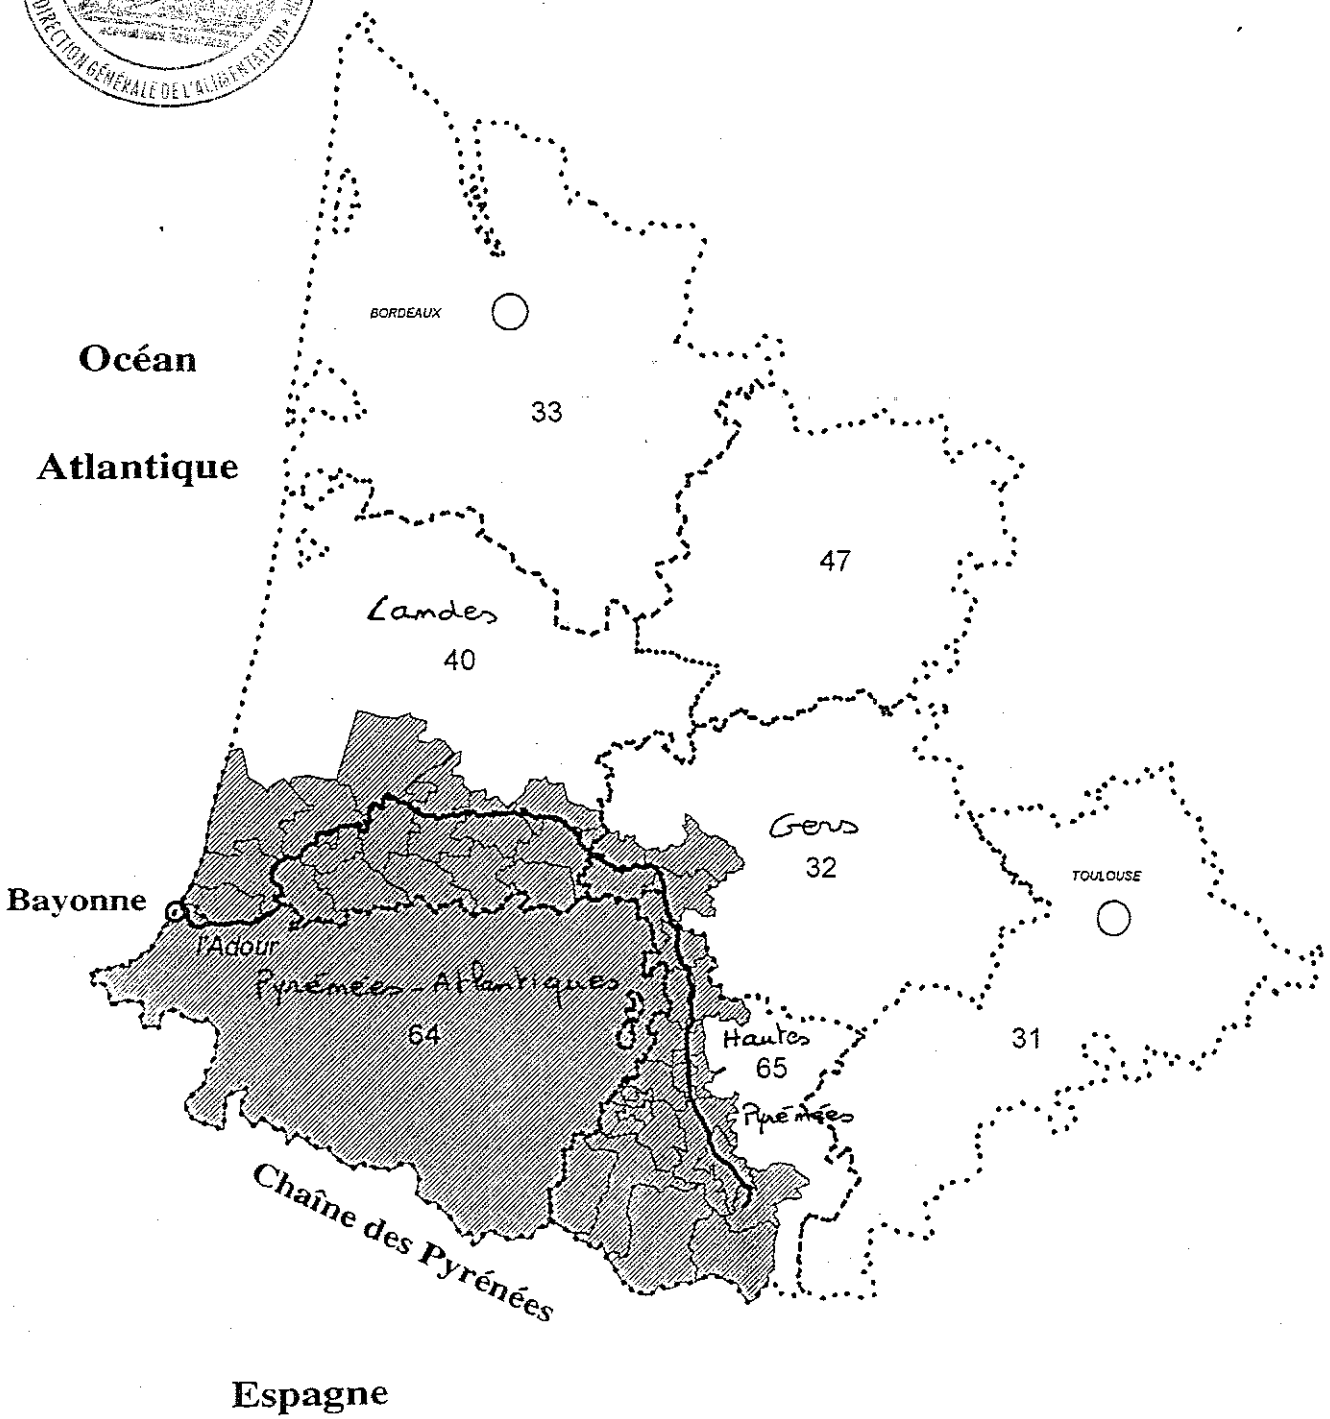 DIRECTION GÉNÉRALE DE L'ALIMENTATION
BORDEAUX
Océan
33
Atlantique
47
Landes
40
Gers
32
TOULOUSE
Bayonne
l'Adour
Pyrénées-Atlantiques
64
Hautes
65
31
Pyrénées
Chaîne des Pyrénées
Espagne